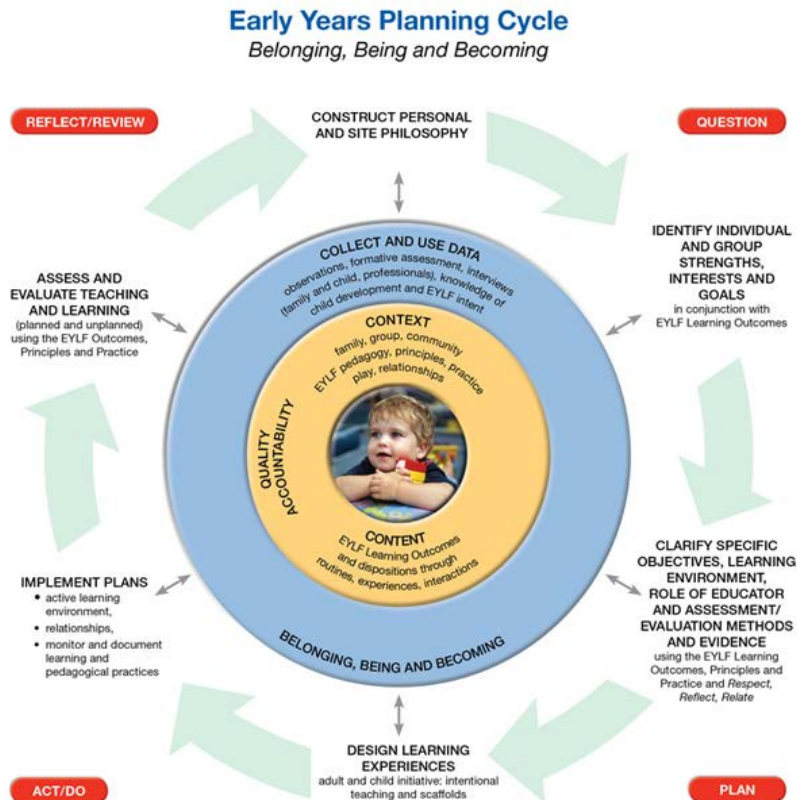 Early Years Planning Cycle
Belonging, Being and Becoming
REFLECT/REVIEW
CONSTRUCT PERSONAL
AND SITE PHILOSOPHY
QUESTION
IDENTIFY INDIVIDUAL
AND GROUP
STRENGTHS,
INTERESTS AND
GOALS
in conjunction with
EYLF Learning Outcomes
CLARIFY SPECIFIC
OBJECTIVES, LEARNING
ENVIRONMENT,
ROLE OF EDUCATOR
AND ASSESSMENT/
EVALUATION METHODS
AND EVIDENCE
using the EYLF Learning
Outcomes, Principles and
Practice and Respect,
Reflect, Relate
PLAN
DESIGN LEARNING
EXPERIENCES
adult and child initiative: intentional
teaching and scaffolds
ACT/DO
IMPLEMENT PLANS
• active learning
environment,
• relationships,
• monitor and document
learning and
pedagogical practices
ASSESS AND
EVALUATE TEACHING
AND LEARNING
(planned and unplanned)
using the EYLF Outcomes,
Principles and Practice
COLLECT AND USE DATA
observations, formative assessment, interviews
(family and child, professionals), knowledge of
child development and EYLF intent
CONTEXT
family, group, community
EYLF pedagogy, principles, practice
play, relationships
QUALITY
ACCOUNTABILITY
CONTENT
EYLF Learning Outcomes
and dispositions through
routines, experiences, interactions
BELONGING, BEING AND BECOMING